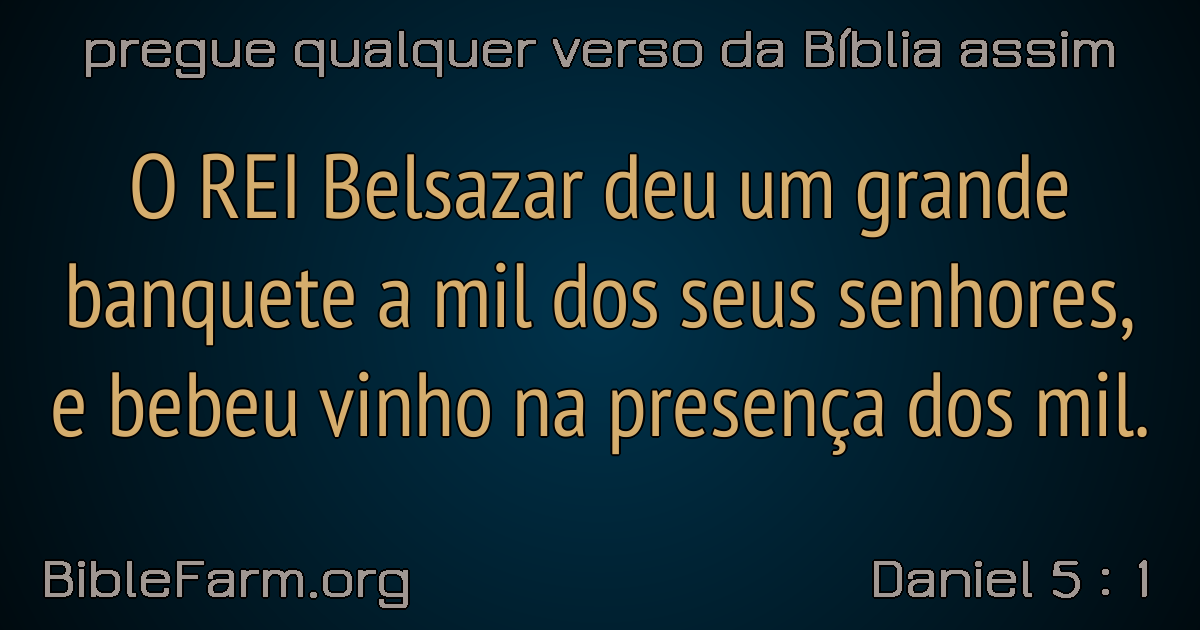 pregue qualquer verso da Bíblia assim
O REI Belsazar deu um grande
banquete a mil dos seus senhores,
e bebeu vinho na presença dos mil.
BibleFarm.org
Daniel 5 : 1